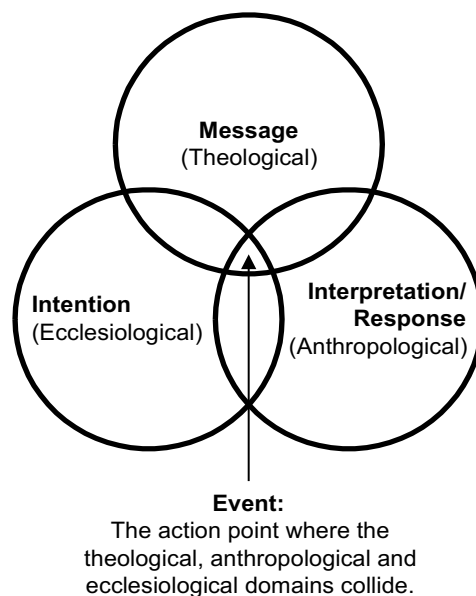 Message
(Theological)
Intention
(Ecclesiological)
Interpretation/
Response
(Anthropological)
Event:
The action point where the
theological, anthropological and
ecclesiological domains collide.